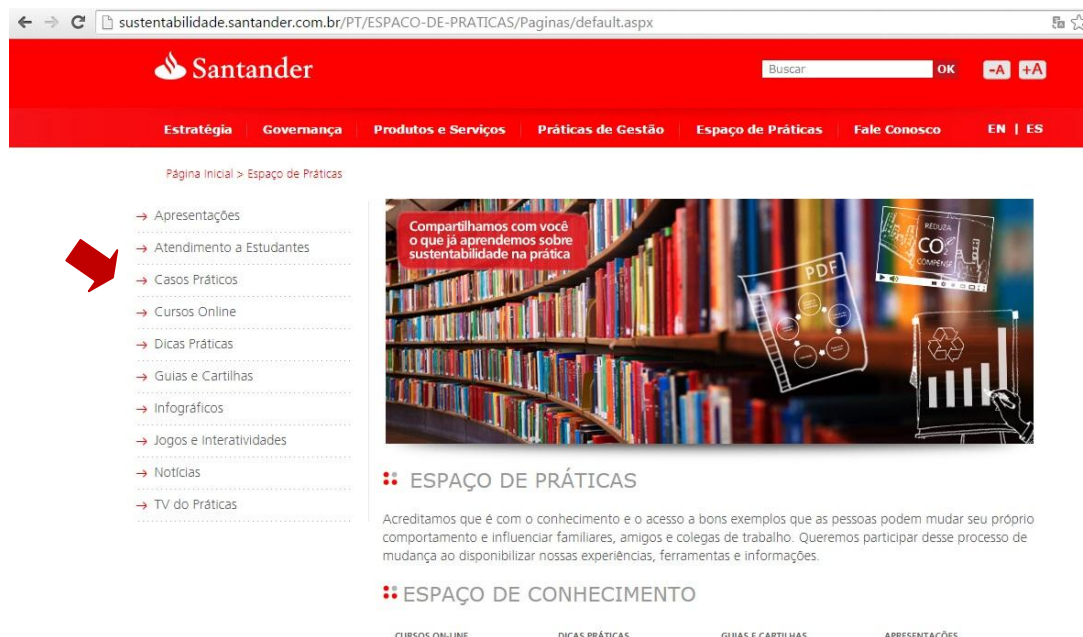 sustentabilidade.santander.com.br/PT/ESPACO-DE-PRATICAS/Paginas/default.aspx
Santander
Buscar OK -A +A
Estratégia Governança Produtos e Serviços Práticas de Gestão Espaço de Práticas Fale Conosco EN | ES
Página Inicial > Espaço de Práticas
Apresentações
Atendimento a Estudantes
Casos Práticos
Cursos Online
Dicas Práticas
Guias e Cartilhas
Infográficos
Jogos e Interatividades
Notícias
TV do Práticas
Compartilhamos com você
o que já aprendemos sobre
sustentabilidade na prática
PDF
REDUZA
CO2
COMPENSE
ESPAÇO DE PRÁTICAS
Acreditamos que é com o conhecimento e o acesso a bons exemplos que as pessoas podem mudar seu próprio
comportamento e influenciar familiares, amigos e colegas de trabalho. Queremos participar desse processo de
mudança ao disponibilizar nossas experiências, ferramentas e informações.
ESPAÇO DE CONHECIMENTO
CURSOS ON-LINE DICAS PRÁTICAS GUIAS E CARTILHAS APRESENTAÇÕES